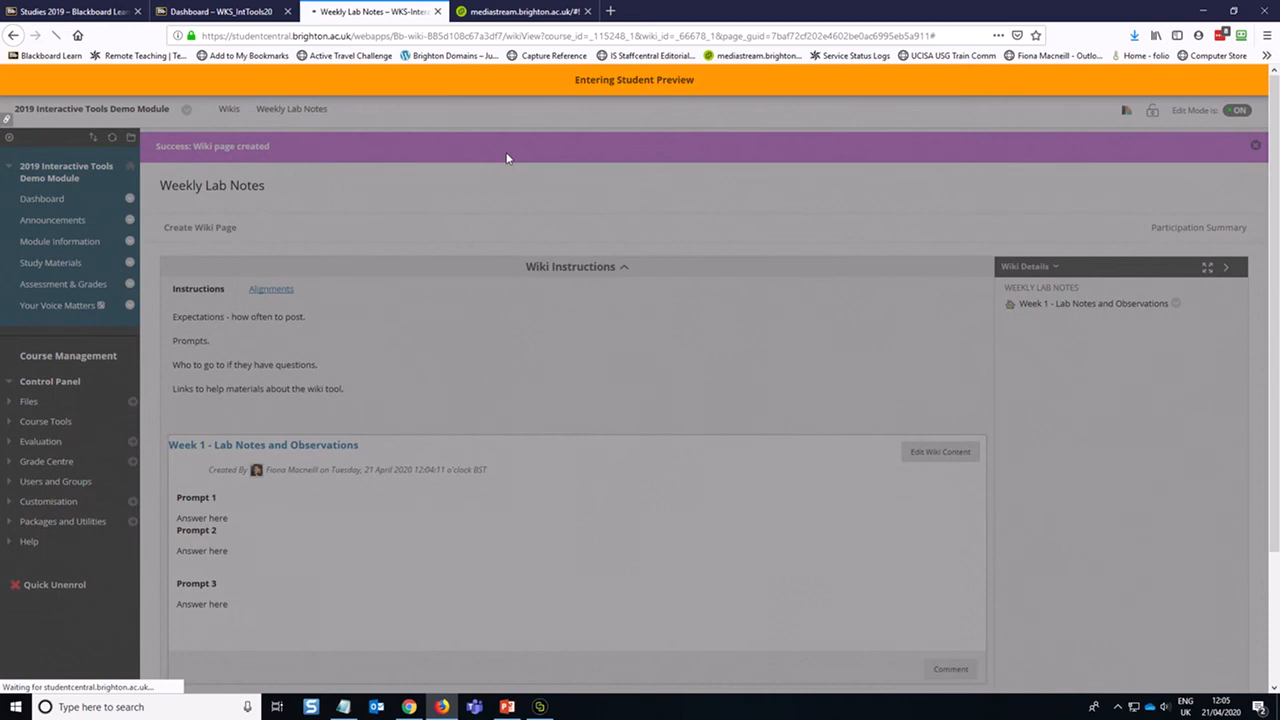 Studies 2019 – Blackboard Lea
Dashboard – WKS_IntTools20
Weekly Lab Notes – WKS-Inter
mediastream.brighton.ac.uk/#!
https://studentcentral.brighton.ac.uk/webapps/Bb-wiki-BB5d108c67a3df7/wikiView?course_id=_115248_1&wiki_id=_66678_1&page_guid=7baf72cf202e4602be0ac6995eb5a911#
Blackboard Learn
Remote Teaching | Te...
Add to My Bookmarks
Active Travel Challenge
Brighton Domains – Ju...
Capture Reference
IS Staffcentral Editorial...
mediastream.brighton...
Service Status Logs
UCISA USG Train Comm
Fiona Macneill - Outlo...
Home - folio
Computer Store
Entering Student Preview
2019 Interactive Tools Demo Module
Wikis
Weekly Lab Notes
Edit Mode is:
ON
Success: Wiki page created
2019 Interactive Tools
Demo Module
Dashboard
Announcements
Module Information
Study Materials
Assessment & Grades
Your Voice Matters
Course Management
Control Panel
Files
Course Tools
Evaluation
Grade Centre
Users and Groups
Customisation
Packages and Utilities
Help
Quick Unenrol
Weekly Lab Notes
Create Wiki Page
Participation Summary
Wiki Instructions
Instructions
Alignments
Expectations - how often to post.
Prompts.
Who to go to if they have questions.
Links to help materials about the wiki tool.
Wiki Details
WEEKLY LAB NOTES
Week 1 - Lab Notes and Observations
Week 1 - Lab Notes and Observations
Edit Wiki Content
Created By Fiona Macneill on Tuesday, 21 April 2020 12:04:11 o'clock BST
Prompt 1
Answer here
Prompt 2
Answer here
Prompt 3
Answer here
Comment
Waiting for studentcentral.brighton.ac.uk...
Type here to search
ENG
UK
12:05
21/04/2020